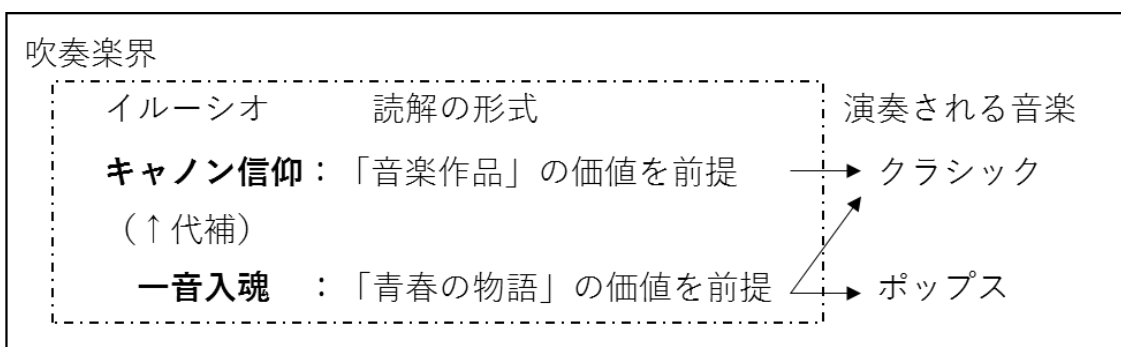 吹奏楽界
イルーシオ 読解の形式 演奏される音楽
キャノン信仰：「音楽作品」の価値を前提 クラシック
（↑代補）
一音入魂 ：「青春の物語」の価値を前提 ポップス